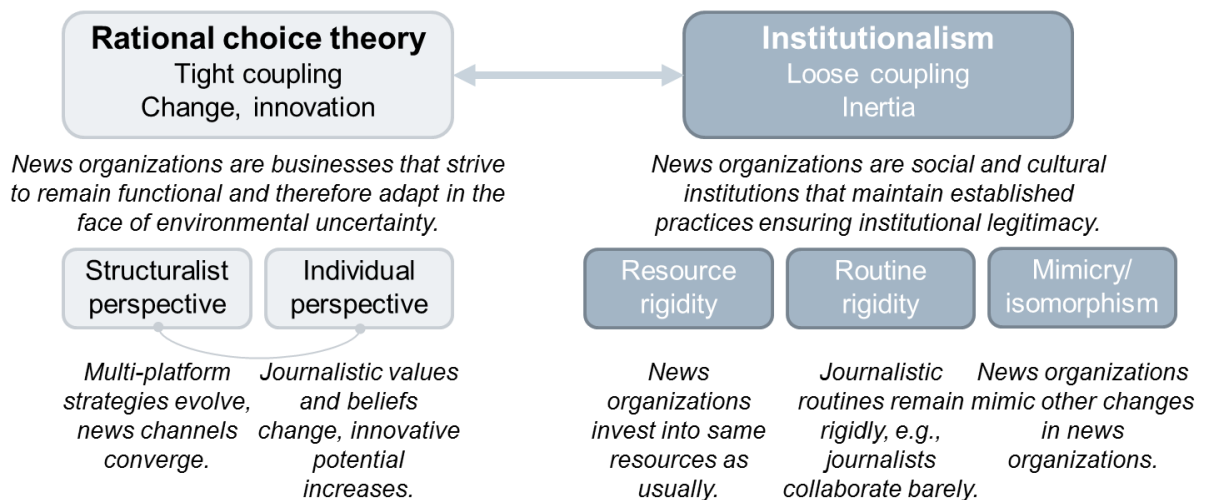 Rational choice theory
Tight coupling
Change, innovation
Institutionalism
Loose coupling
Inertia
News organizations are businesses that strive
to remain functional and therefore adapt in the
face of environmental uncertainty.
News organizations are social and cultural
institutions that maintain established
practices ensuring institutional legitimacy.
Structuralist
perspective
Individual
perspective
Resource
rigidity
Routine
rigidity
Mimicry/
isomorphism
Multi-platform
strategies evolve,
news channels
converge.
Journalistic values
and beliefs
change, innovative
potential
increases.
News
organizations
invest into same
resources as
usually.
Journalistic
routines remain
rigidly, e.g.,
journalists
collaborate barely.
News organizations
mimic other changes
in news
organizations.